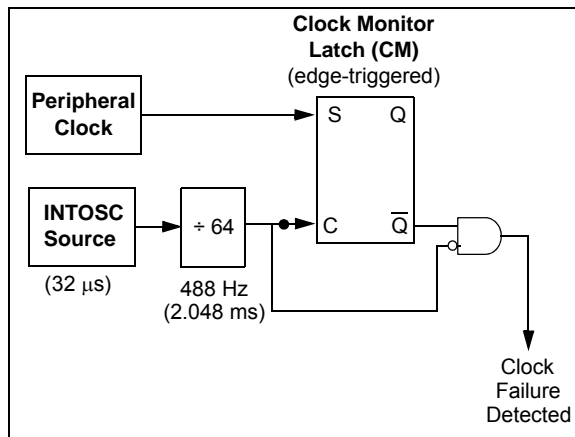 Clock Monitor
Latch (CM)
(edge-triggered)
Peripheral
Clock
S Q
INTOSC
Source
÷ 64
C Q̅
(32 μs)
488 Hz
(2.048 ms)
Clock
Failure
Detected